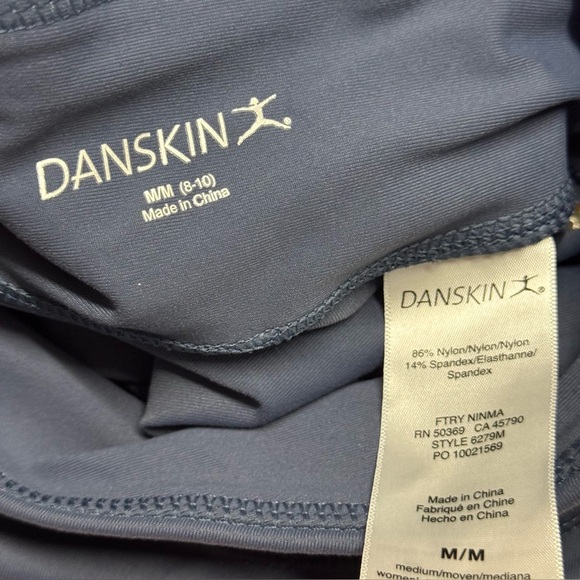 DANSKIN
M/M (8-10)
Made in China
DANSKIN
86% Nylon/Nylon/Nylon
14% Spandex/Elasthanne/
Spandex
FTRY NINMA
RN 50369 CA 45790
STYLE 6279M
PO 10021569
Made in China
Fabriqué en Chine
Hecho en China
M/M
medium/moyen/mediana